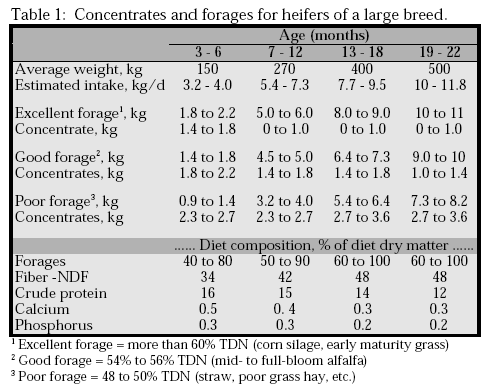 Table 1: Concentrates and forages for heifers of a large breed.
Age (months)
3 - 6 7 - 12 13 - 18 19 - 22
Average weight, kg 150 270 400 500
Estimated intake, kg/d 3.2 - 4.0 5.4 - 7.3 7.7 - 9.5 10 - 11.8
Excellent forage¹, kg 1.8 to 2.2 5.0 to 6.0 8.0 to 9.0 10 to 11
Concentrate, kg 1.4 to 1.8 0 to 1.0 0 to 1.0 0 to 1.0
Good forage², kg 1.4 to 1.8 4.5 to 5.0 6.4 to 7.3 9.0 to 10
Concentrates, kg 1.8 to 2.2 1.4 to 1.8 1.4 to 1.8 1.0 to 1.4
Poor forage³, kg 0.9 to 1.4 3.2 to 4.0 5.4 to 6.4 7.3 to 8.2
Concentrates, kg 2.3 to 2.7 2.3 to 2.7 2.7 to 3.6 2.7 to 3.6
...... Diet composition, % of diet dry matter ......
Forages 40 to 80 50 to 90 60 to 100 60 to 100
Fiber -NDF 34 42 48 48
Crude protein 16 15 14 12
Calcium 0.5 0. 4 0.3 0.3
Phosphorus 0.3 0.3 0.2 0.2
¹ Excellent forage = more than 60% TDN (corn silage, early maturity grass)
² Good forage = 54% to 56% TDN (mid- to full-bloom alfalfa)
³ Poor forage = 48 to 50% TDN (straw, poor grass hay, etc.)